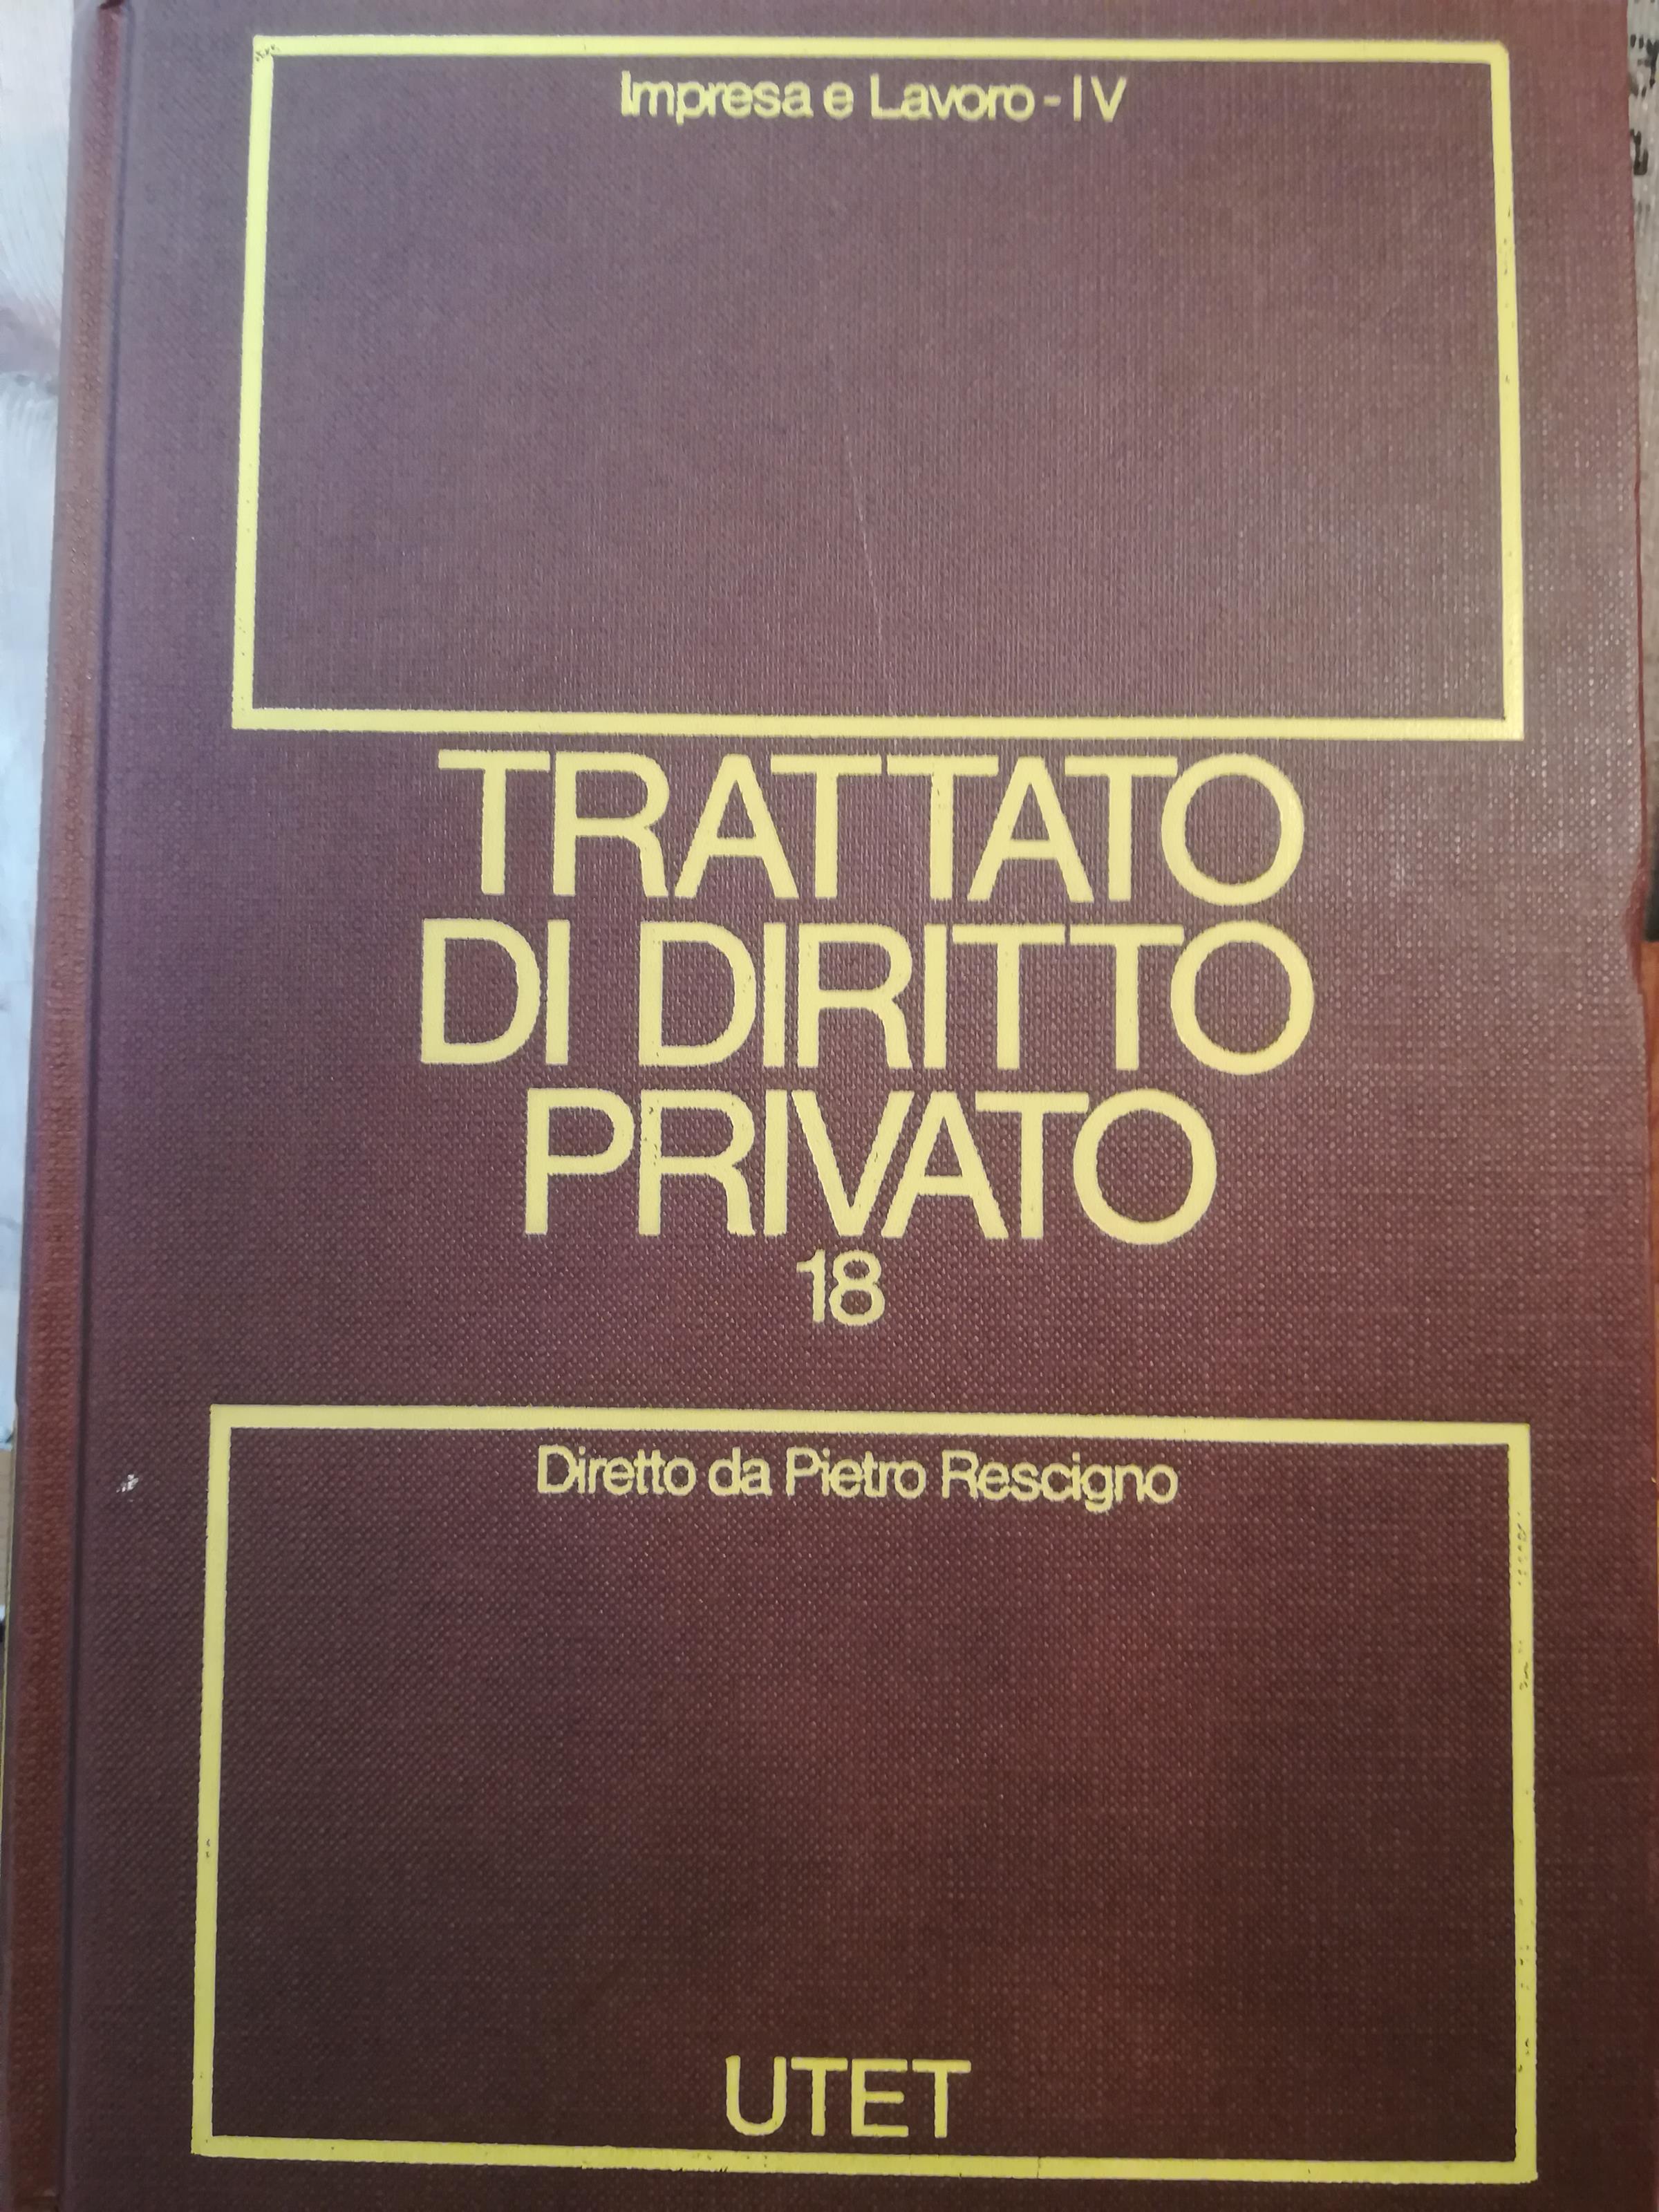 Impresa e Lavoro - IV
TRATTATO
DI DIRITTO
PRIVATO
18
Diretto da Pietro Rescigno
UTET